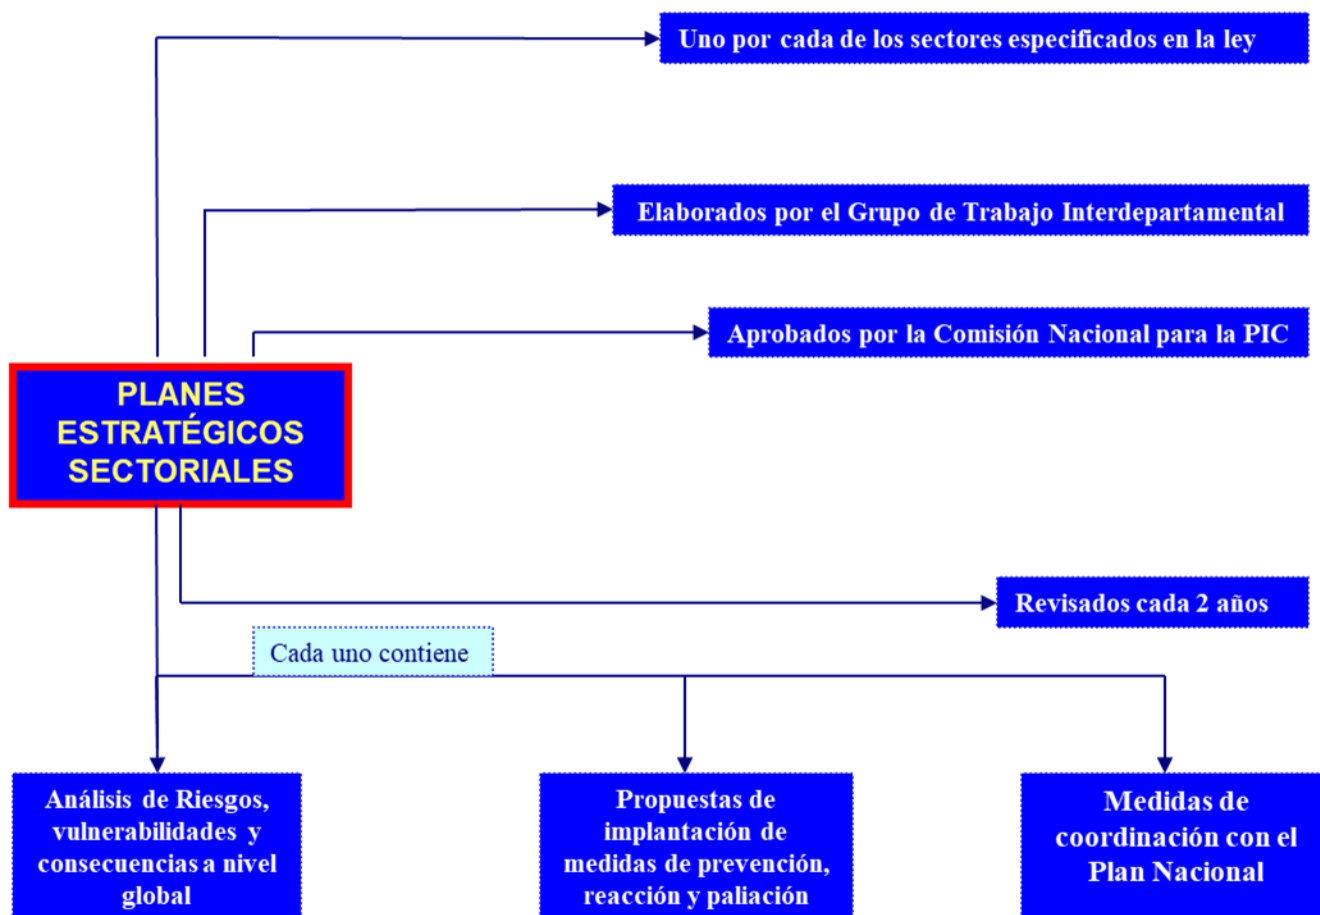 Uno por cada de los sectores especificados en la ley
Elaborados por el Grupo de Trabajo Interdepartamental
Aprobados por la Comisión Nacional para la PIC
PLANES
ESTRATÉGICOS
SECTORIALES
Revisados cada 2 años
Cada uno contiene
Análisis de Riesgos,
vulnerabilidades y
consecuencias a nivel
global
Propuestas de
implantación de
medidas de prevención,
reacción y paliación
Medidas de
coordinación con el
Plan Nacional